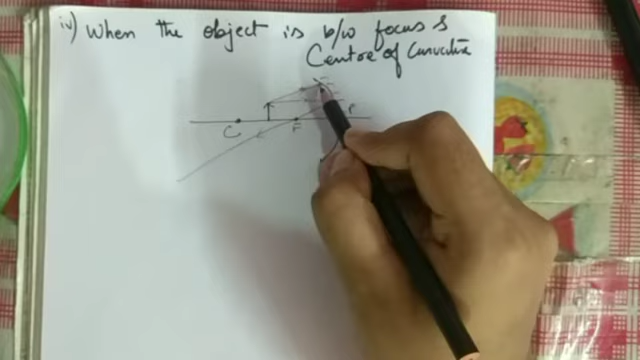 iv) When the object is b/w focus &
Centre of Curvature
C F P